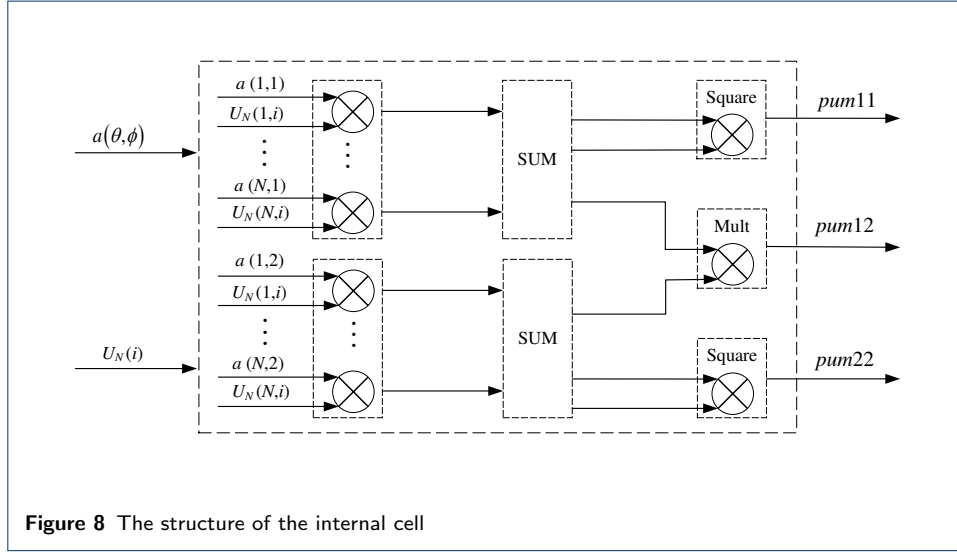 a(θ,ϕ)
U_N(i)
a (1,1)
U_N(1,i)
a (N,1)
U_N(N,i)
a (1,2)
U_N(1,i)
a (N,2)
U_N(N,i)
SUM
SUM
Square
Mult
Square
pum11
pum12
pum22
Figure 8 The structure of the internal cell